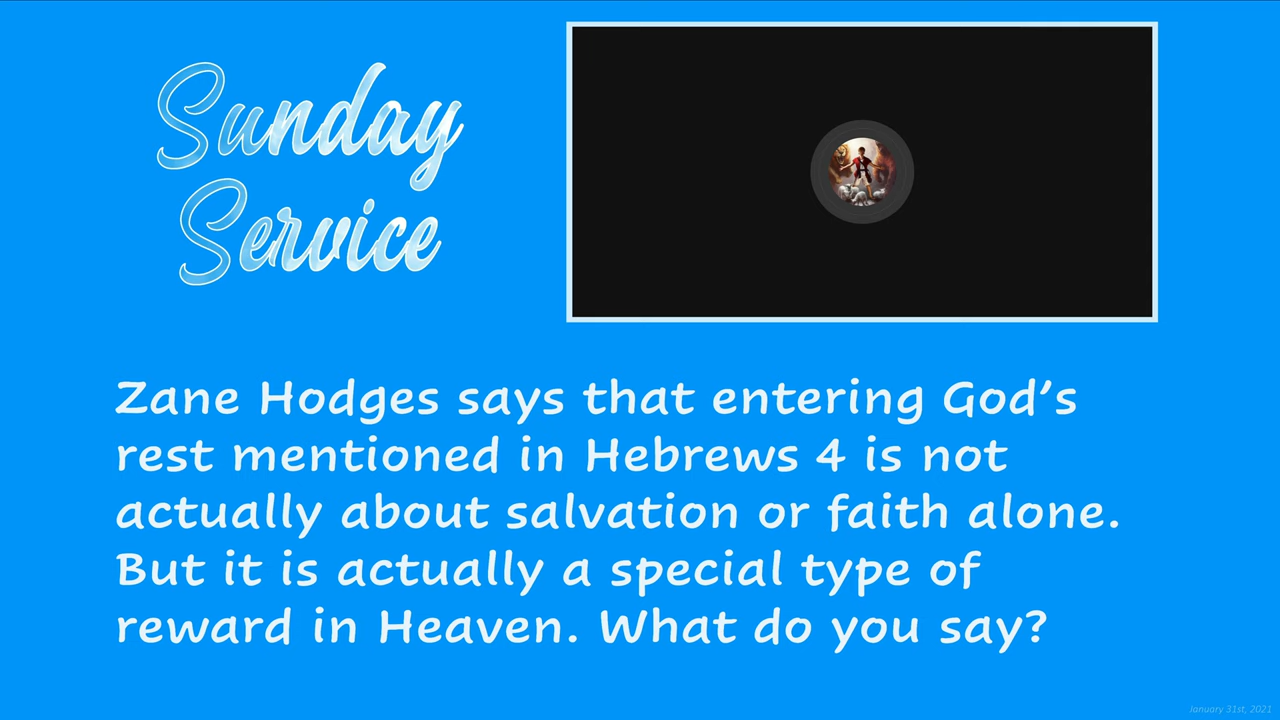 Sunday
Service
Zane Hodges says that entering God’s
rest mentioned in Hebrews 4 is not
actually about salvation or faith alone.
But it is actually a special type of
reward in Heaven. What do you say?
January 31st, 2021